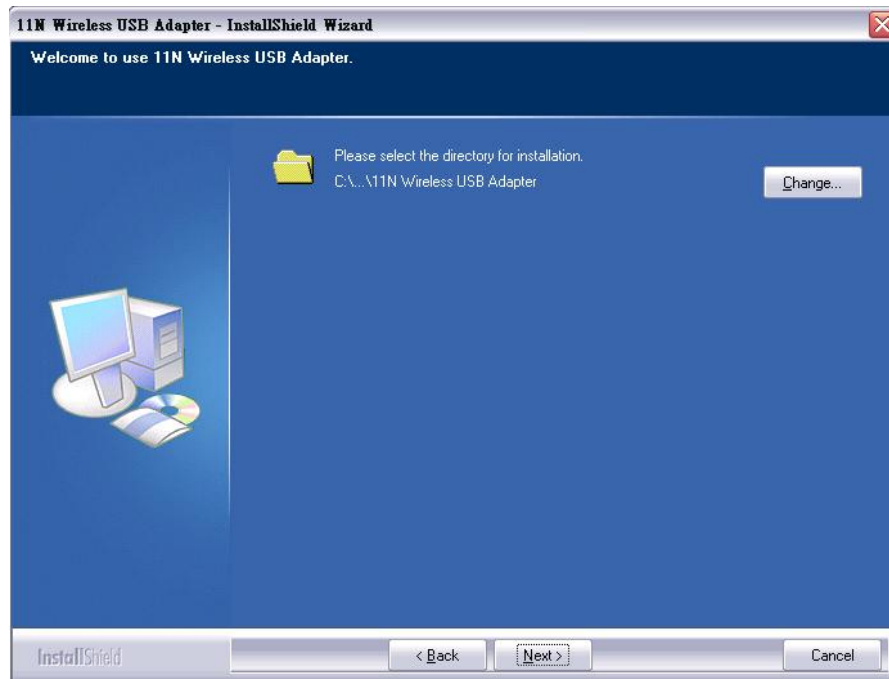 11N Wireless USB Adapter - InstallShield Wizard
Welcome to use 11N Wireless USB Adapter.
Please select the directory for installation.
C:\...\11N Wireless USB Adapter
Change...
InstallShield
< Back
Next >
Cancel